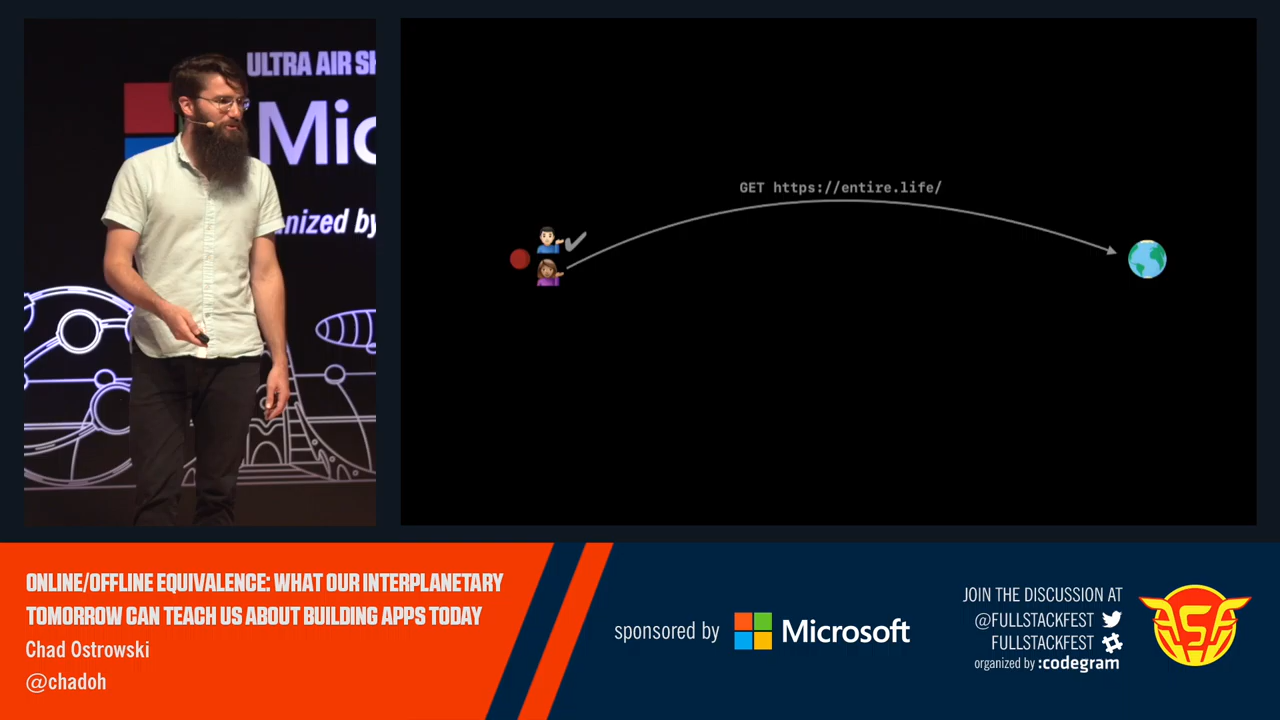 ULTRA AIR
Mic
nized by
GET https://entire.life/
ONLINE/OFFLINE EQUIVALENCE: WHAT OUR INTERPLANETARY
TOMORROW CAN TEACH US ABOUT BUILDING APPS TODAY
Chad Ostrowski
@chadoh
sponsored by Microsoft
JOIN THE DISCUSSION AT
@FULLSTACKFEST
FULLSTACKFEST
organized by :codegram